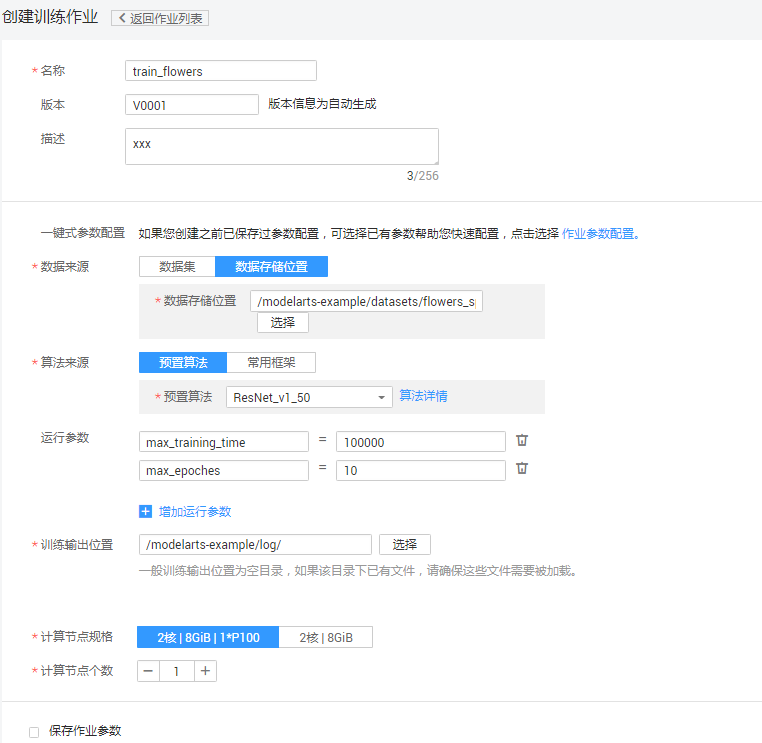 创建训练作业 返回作业列表
* 名称 train_flowers
版本 V0001 版本信息为自动生成
描述 xxx
3/256
一键式参数配置 如果您创建之前已保存过参数配置，可选择已有参数帮助您快速配置，点击选择 作业参数配置。
* 数据来源 数据集 数据存储位置
* 数据存储位置 /modelarts-example/datasets/flowers_s
选择
* 算法来源 预置算法 常用框架
* 预置算法 ResNet_v1_50 算法详情
运行参数 max_training_time = 100000
max_epoches = 10
增加运行参数
* 训练输出位置 /modelarts-example/log/ 选择
一般训练输出位置为空目录，如果该目录下已有文件，请确保这些文件需要被加载。
* 计算节点规格 2核 | 8GiB | 1*P100 2核 | 8GiB
* 计算节点个数 − 1 +
保存作业参数